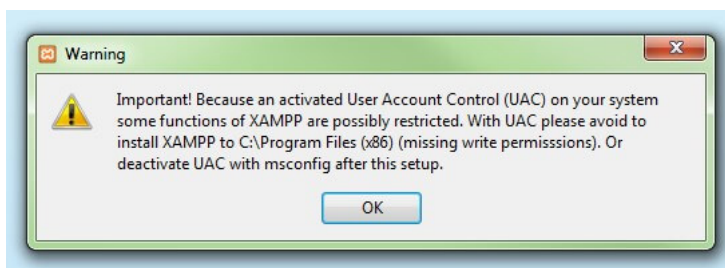 Warning
Important! Because an activated User Account Control (UAC) on your system
some functions of XAMPP are possibly restricted. With UAC please avoid to
install XAMPP to C:\Program Files (x86) (missing write permisssions). Or
deactivate UAC with msconfig after this setup.
OK